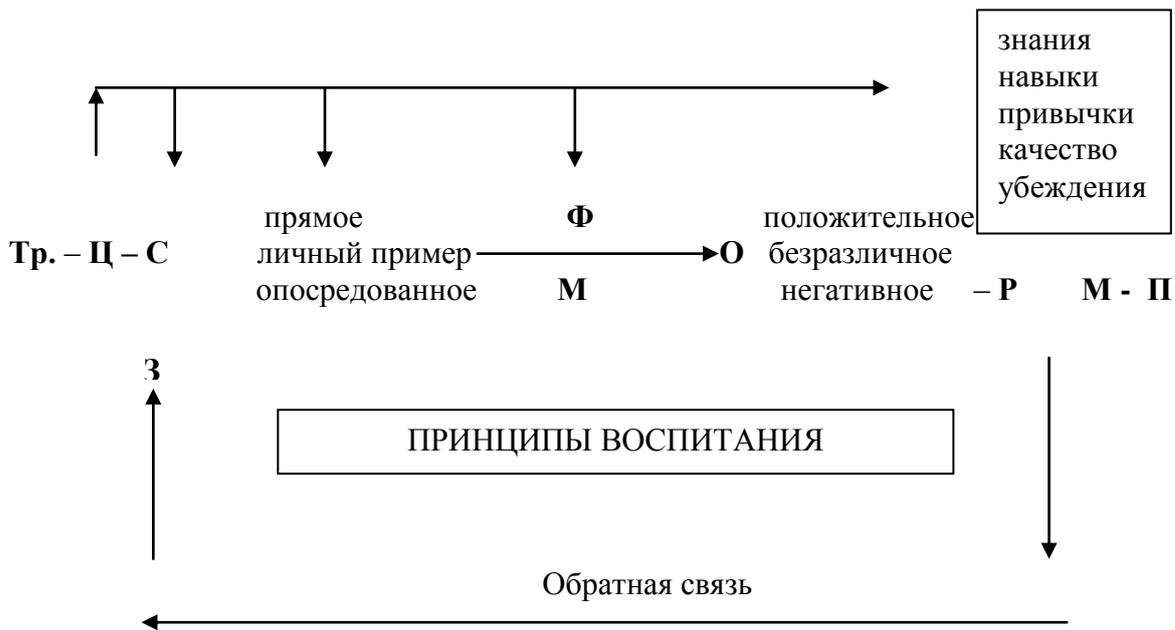 знания
навыки
привычки
качество
убеждения
прямое Ф положительное
Тр. – Ц – С личный пример О безразличное
опосредованное М негативное – Р М - П
З
ПРИНЦИПЫ ВОСПИТАНИЯ
Обратная связь